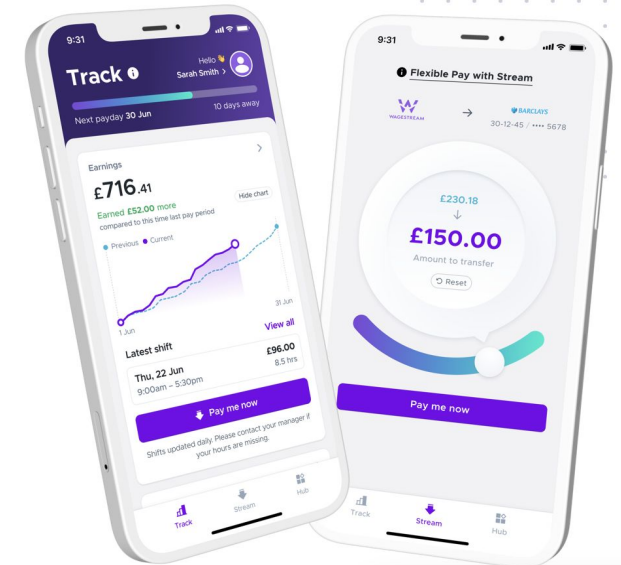 9:31
Track
Hello 👋
Sarah Smith >
Next payday 30 Jun
10 days away
Earnings
£716.41
Earned £52.00 more
compared to this time last pay period
Hide chart
Previous
Current
1 Jun
31 Jun
Latest shift
View all
Thu, 22 Jun
£96.00
9:00am – 5:30pm
8.5 hrs
Pay me now
Shifts updated daily. Please contact your manager if
your hours are missing.
Track
Stream
Hub
9:31
Flexible Pay with Stream
WAGESTREAM
→
BARCLAYS
30-12-45 / •••• 5678
£230.18
↓
£150.00
Amount to transfer
Reset
Pay me now
Track
Stream
Hub